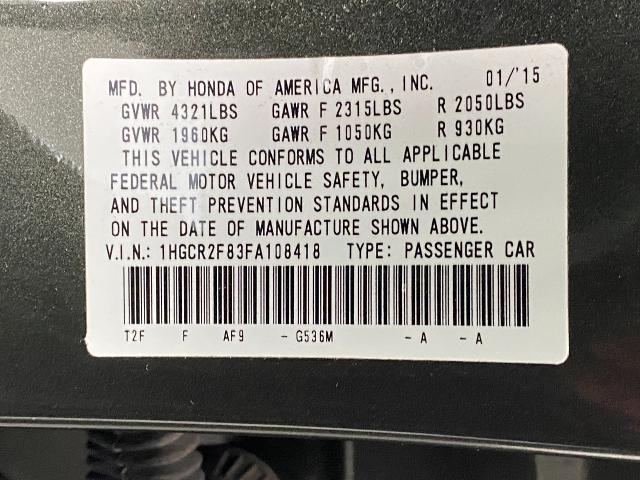 MFD. BY HONDA OF AMERICA MFG., INC. 01/'15
GVWR 4321LBS GAWR F 2315LBS R 2050LBS
GVWR 1960KG GAWR F 1050KG R 930KG
THIS VEHICLE CONFORMS TO ALL APPLICABLE
FEDERAL MOTOR VEHICLE SAFETY, BUMPER,
AND THEFT PREVENTION STANDARDS IN EFFECT
ON THE DATE OF MANUFACTURE SHOWN ABOVE.
V.I.N.: 1HGCR2F83FA108418 TYPE: PASSENGER CAR
T2F F AF9 - G536M - A - A